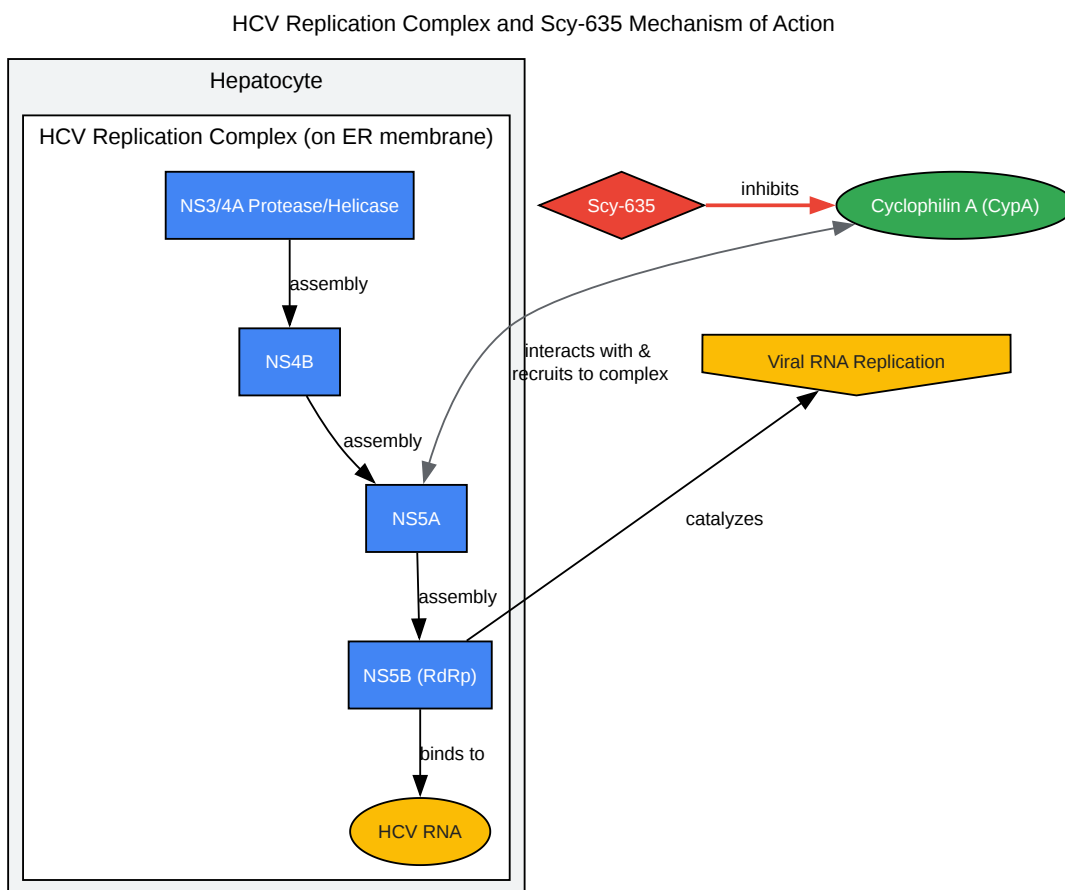 HCV Replication Complex and Scy-635 Mechanism of Action
Hepatocyte
HCV Replication Complex (on ER membrane)
NS3/4A Protease/Helicase
Scy-635
inhibits
Cyclophilin A (CypA)
assembly
NS4B
interacts with &
recruits to complex
Viral RNA Replication
assembly
NS5A
catalyzes
assembly
NS5B (RdRp)
binds to
HCV RNA